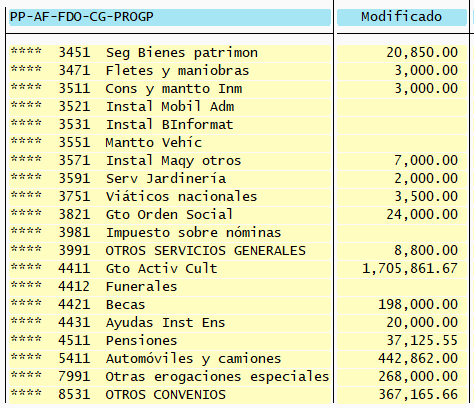 PP-AF-FDO-CG-PROGP Modificado
**** 3451 Seg Bienes patrimon 20,850.00
**** 3471 Fletes y maniobras 3,000.00
**** 3511 Cons y mantto Inm 3,000.00
**** 3521 Instal Mobil Adm
**** 3531 Instal BInformat
**** 3551 Mantto Vehíc
**** 3571 Instal Maqy otros 7,000.00
**** 3591 Serv Jardinería 2,000.00
**** 3751 Viáticos nacionales 3,500.00
**** 3821 Gto Orden Social 24,000.00
**** 3981 Impuesto sobre nóminas
**** 3991 OTROS SERVICIOS GENERALES 8,800.00
**** 4411 Gto Activ Cult 1,705,861.67
**** 4412 Funerales
**** 4421 Becas 198,000.00
**** 4431 Ayudas Inst Ens 20,000.00
**** 4511 Pensiones 37,125.55
**** 5411 Automóviles y camiones 442,862.00
**** 7991 Otras erogaciones especiales 268,000.00
**** 8531 OTROS CONVENIOS 367,165.66